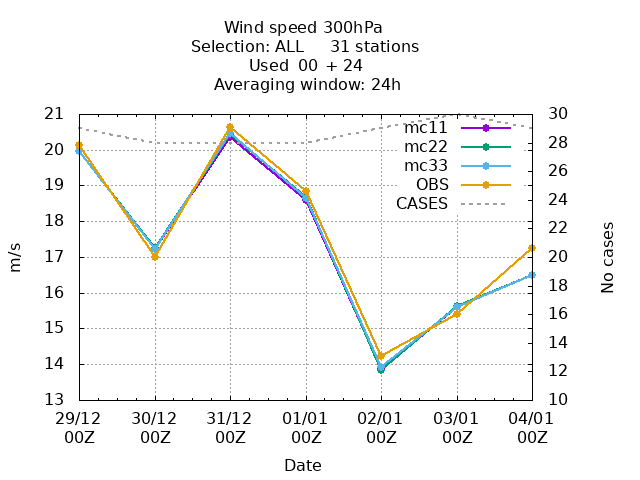 Wind speed 300hPa
Selection: ALL 31 stations
Used 00 + 24
Averaging window: 24h
21
20
19
18
17
16
15
14
13
m/s
30
28
26
24
22
20
18
16
14
12
10
No cases
mc11
mc22
mc33
OBS
CASES
29/12 30/12 31/12 01/01 02/01 03/01 04/01
00Z 00Z 00Z 00Z 00Z 00Z 00Z
Date